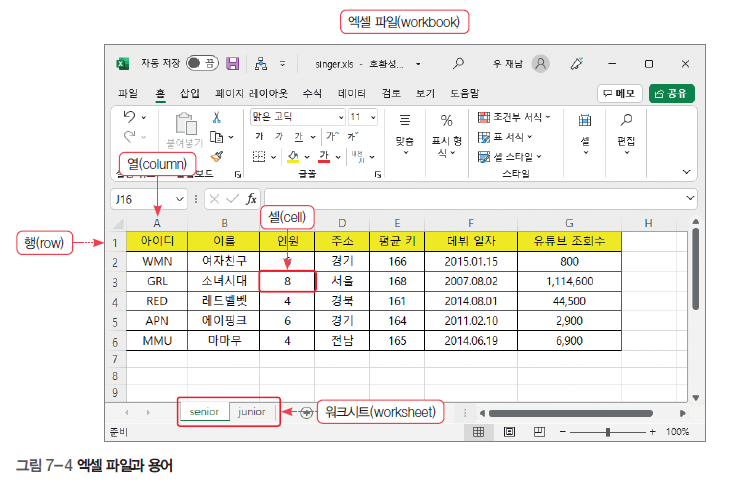 엑셀 파일(workbook)
자동 저장 끔 singer.xls - 호환성... 우 재남
파일 홈 삽입 페이지 레이아웃 수식 데이터 검토 보기 도움말 메모 공유
붙여넣기 맑은 고딕 11 가 가 가 가 가 가 맞춤 % 표시 형식 조건부 서식 표 서식 셀 스타일 셀 편집
글꼴 스타일
열(column)
J16 fx
셀(cell)
A B C D E F G H
행(row)
1 아이디 이름 인원 주소 평균 키 데뷔 일자 유튜브 조회수
2 WMN 여자친구 경기 166 2015.01.15 800
3 GRL 소녀시대 8 서울 168 2007.08.02 1,114,600
4 RED 레드벨벳 4 경북 161 2014.08.01 44,500
5 APN 에이핑크 6 경기 164 2011.02.10 2,900
6 MMU 마마무 4 전남 165 2014.06.19 6,900
7
8
9
senior junior 워크시트(worksheet)
준비 100%
그림 7-4 엑셀 파일과 용어